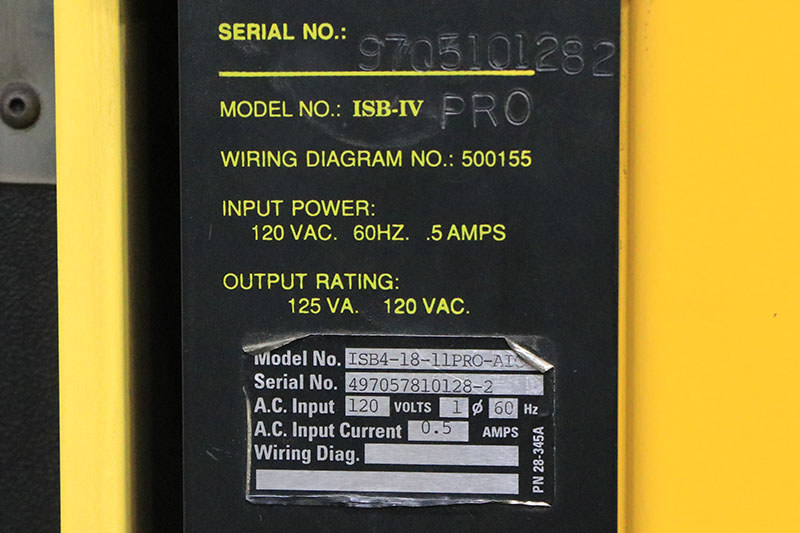 SERIAL NO.: 9705101282
MODEL NO.: ISB-IV PRO
WIRING DIAGRAM NO.: 500155
INPUT POWER:
120 VAC. 60HZ. .5 AMPS
OUTPUT RATING:
125 VA. 120 VAC.
Model No. ISB4-18-11PRO-
Serial No. 497057810128-2
A.C. Input 120 VOLTS 1 ø 60 Hz
A.C. Input Current 0.5 AMPS
Wiring Diag.
PN 28-345A